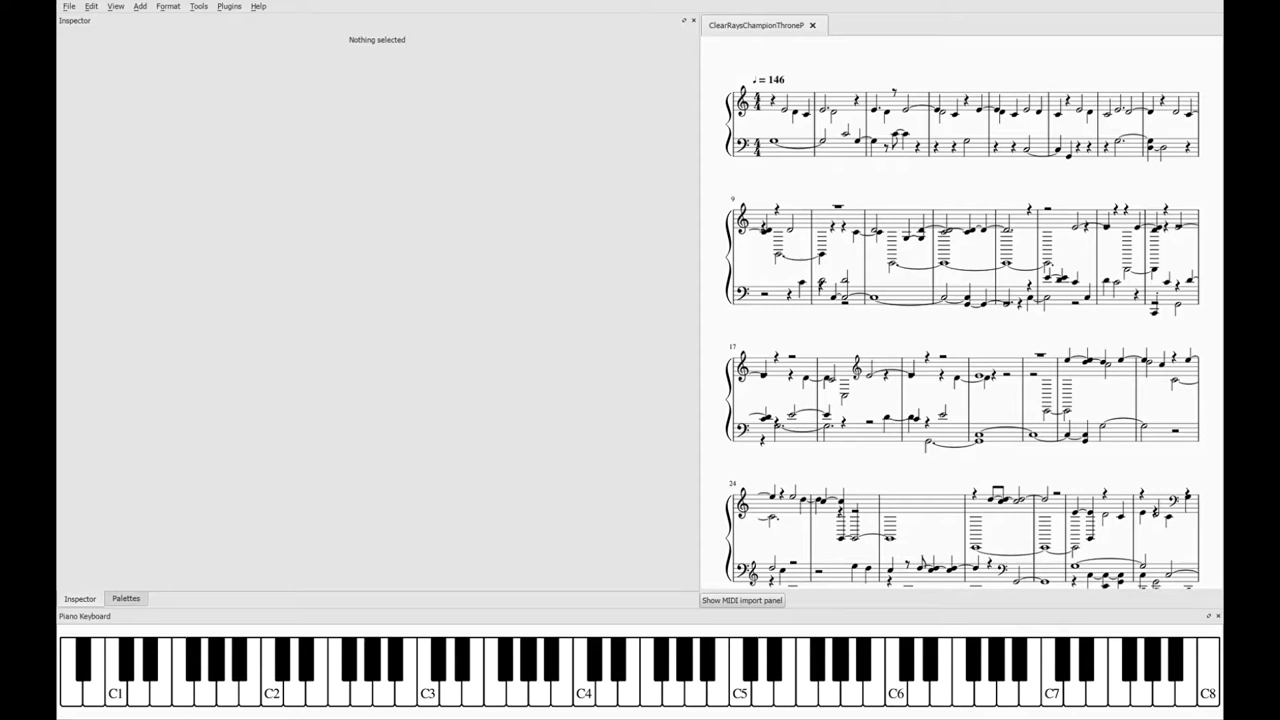 File Edit View Add Format Tools Plugins Help
Inspector
Nothing selected
ClearRaysChampionThroneP
= 146
9
17
24
Inspector Palettes
Show MIDI import panel
Piano Keyboard
C1 C2 C3 C4 C5 C6 C7 C8